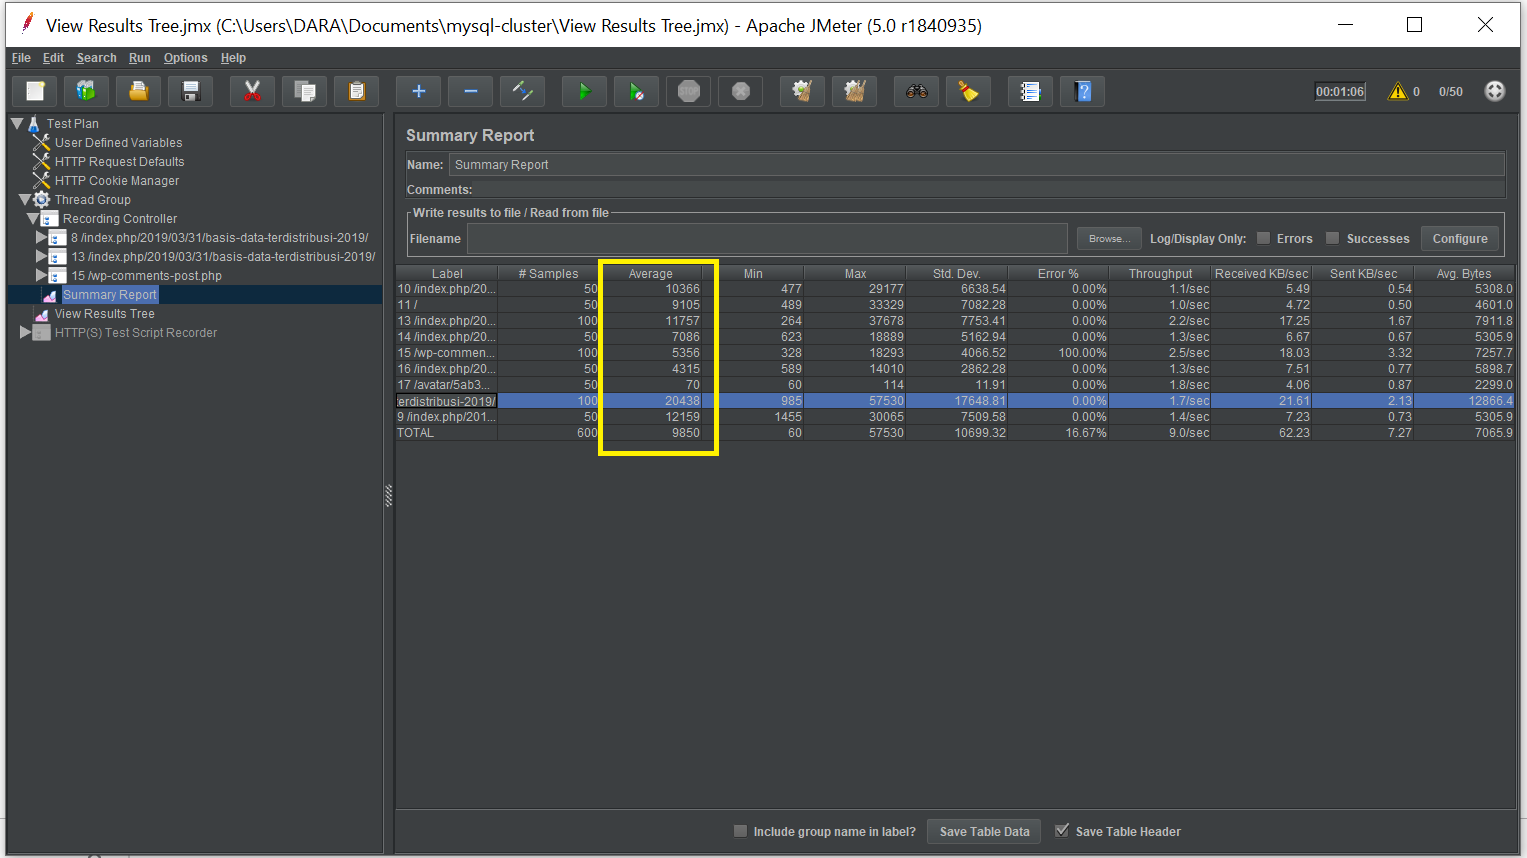 View Results Tree.jmx (C:\Users\DARA\Documents\mysql-cluster\View Results Tree.jmx) - Apache JMeter (5.0 r1840935)
File Edit Search Run Options Help
STOP 00:01:06 0 0/50
Test Plan
User Defined Variables
HTTP Request Defaults
HTTP Cookie Manager
Thread Group
Recording Controller
8 /index.php/2019/03/31/basis-data-terdistribusi-2019/
13 /index.php/2019/03/31/basis-data-terdistribusi-2019/
15 /wp-comments-post.php
Summary Report
View Results Tree
HTTP(S) Test Script Recorder
Summary Report
Name: Summary Report
Comments:
Write results to file / Read from file
Filename Browse... Log/Display Only: Errors Successes Configure
Label # Samples Average Min Max Std. Dev. Error % Throughput Received KB/sec Sent KB/sec Avg. Bytes
10 /index.php/20... 50 10366 477 29177 6638.54 0.00% 1.1/sec 5.49 0.54 5308.0
11 / 50 9105 489 33329 7082.28 0.00% 1.0/sec 4.72 0.50 4601.0
13 /index.php/20... 100 11757 264 37678 7753.41 0.00% 2.2/sec 17.25 1.67 7911.8
14 /index.php/20... 50 7086 623 18889 5162.94 0.00% 1.3/sec 6.67 0.67 5305.9
15 /wp-commen... 100 5356 328 18293 4066.52 100.00% 2.5/sec 18.03 3.32 7257.7
16 /index.php/20... 50 4315 589 14010 2862.28 0.00% 1.3/sec 7.51 0.77 5898.7
17 /avatar/5ab3... 50 70 60 114 11.91 0.00% 1.8/sec 4.06 0.87 2299.0
terdistribusi-2019/ 100 20438 985 57530 17648.81 0.00% 1.7/sec 21.61 2.13 12866.4
9 /index.php/201... 50 12159 1455 30065 7509.58 0.00% 1.4/sec 7.23 0.73 5305.9
TOTAL 600 9850 60 57530 10699.32 16.67% 9.0/sec 62.23 7.27 7065.9
Include group name in label? Save Table Data Save Table Header